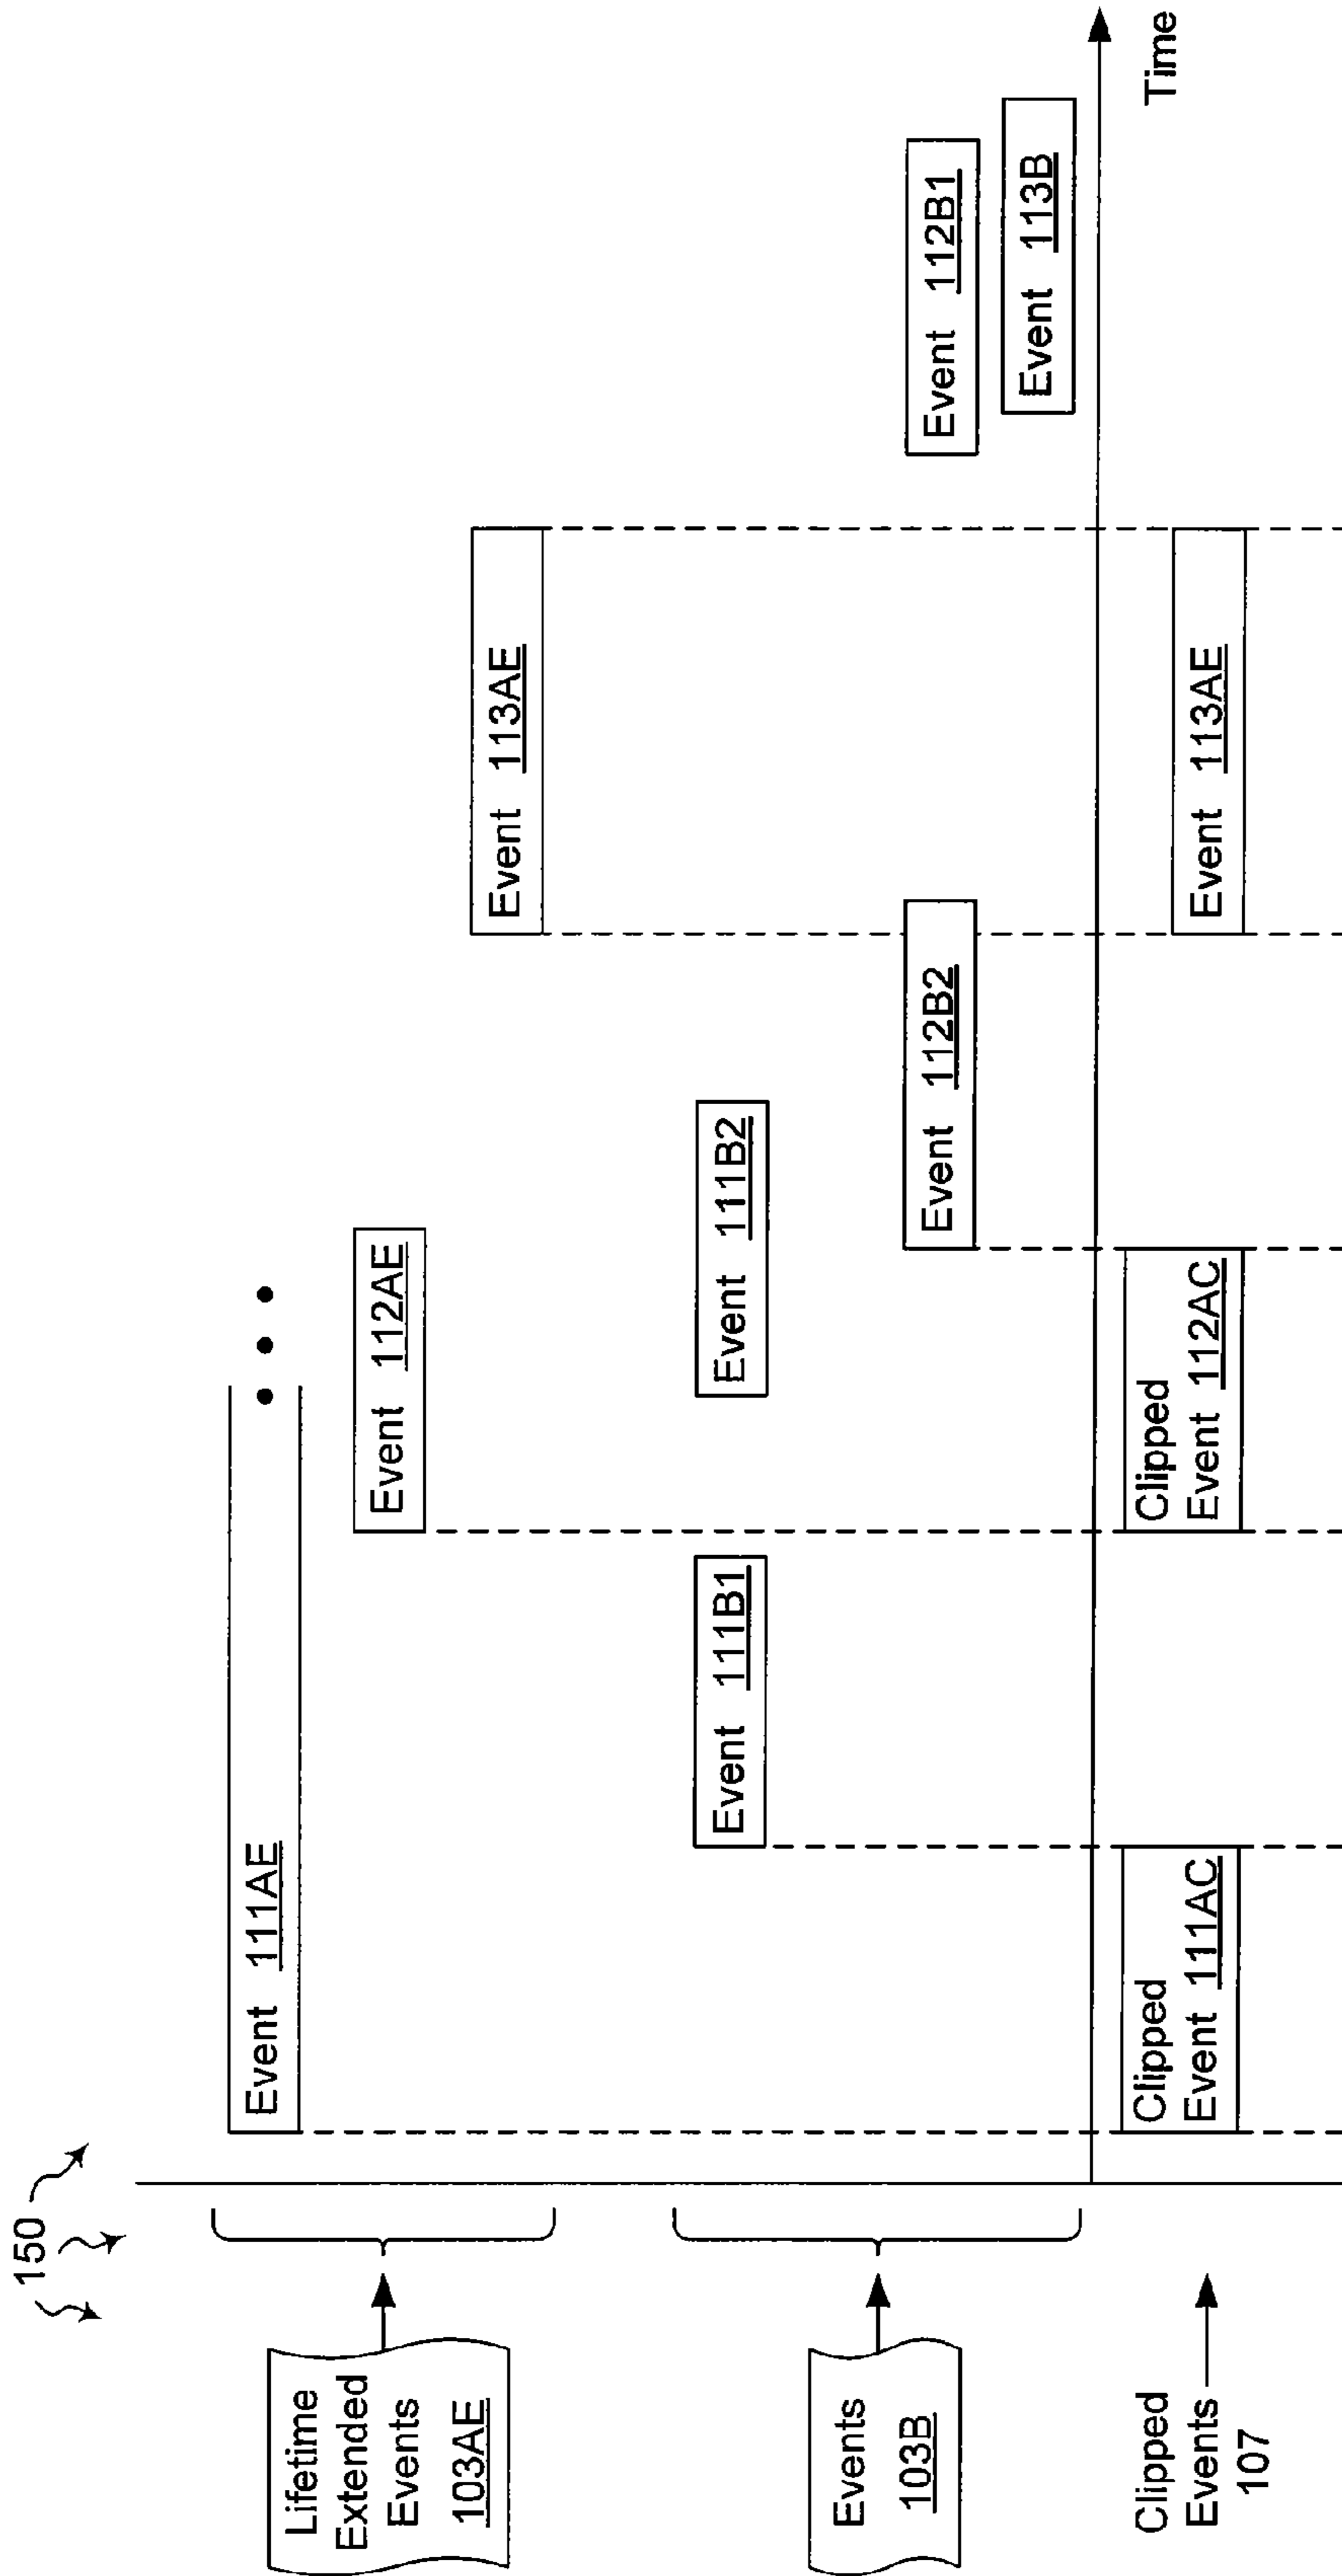 150
Lifetime
Extended
Events
103AE
Event 111AE
Event 112AE
Event 113AE
Events
103B
Event 111B1
Event 111B2
Event 112B2
Event 112B1
Event 113B
Time
Clipped
Events
107
Clipped
Event 111AC
Clipped
Event 112AC
Event 113AE